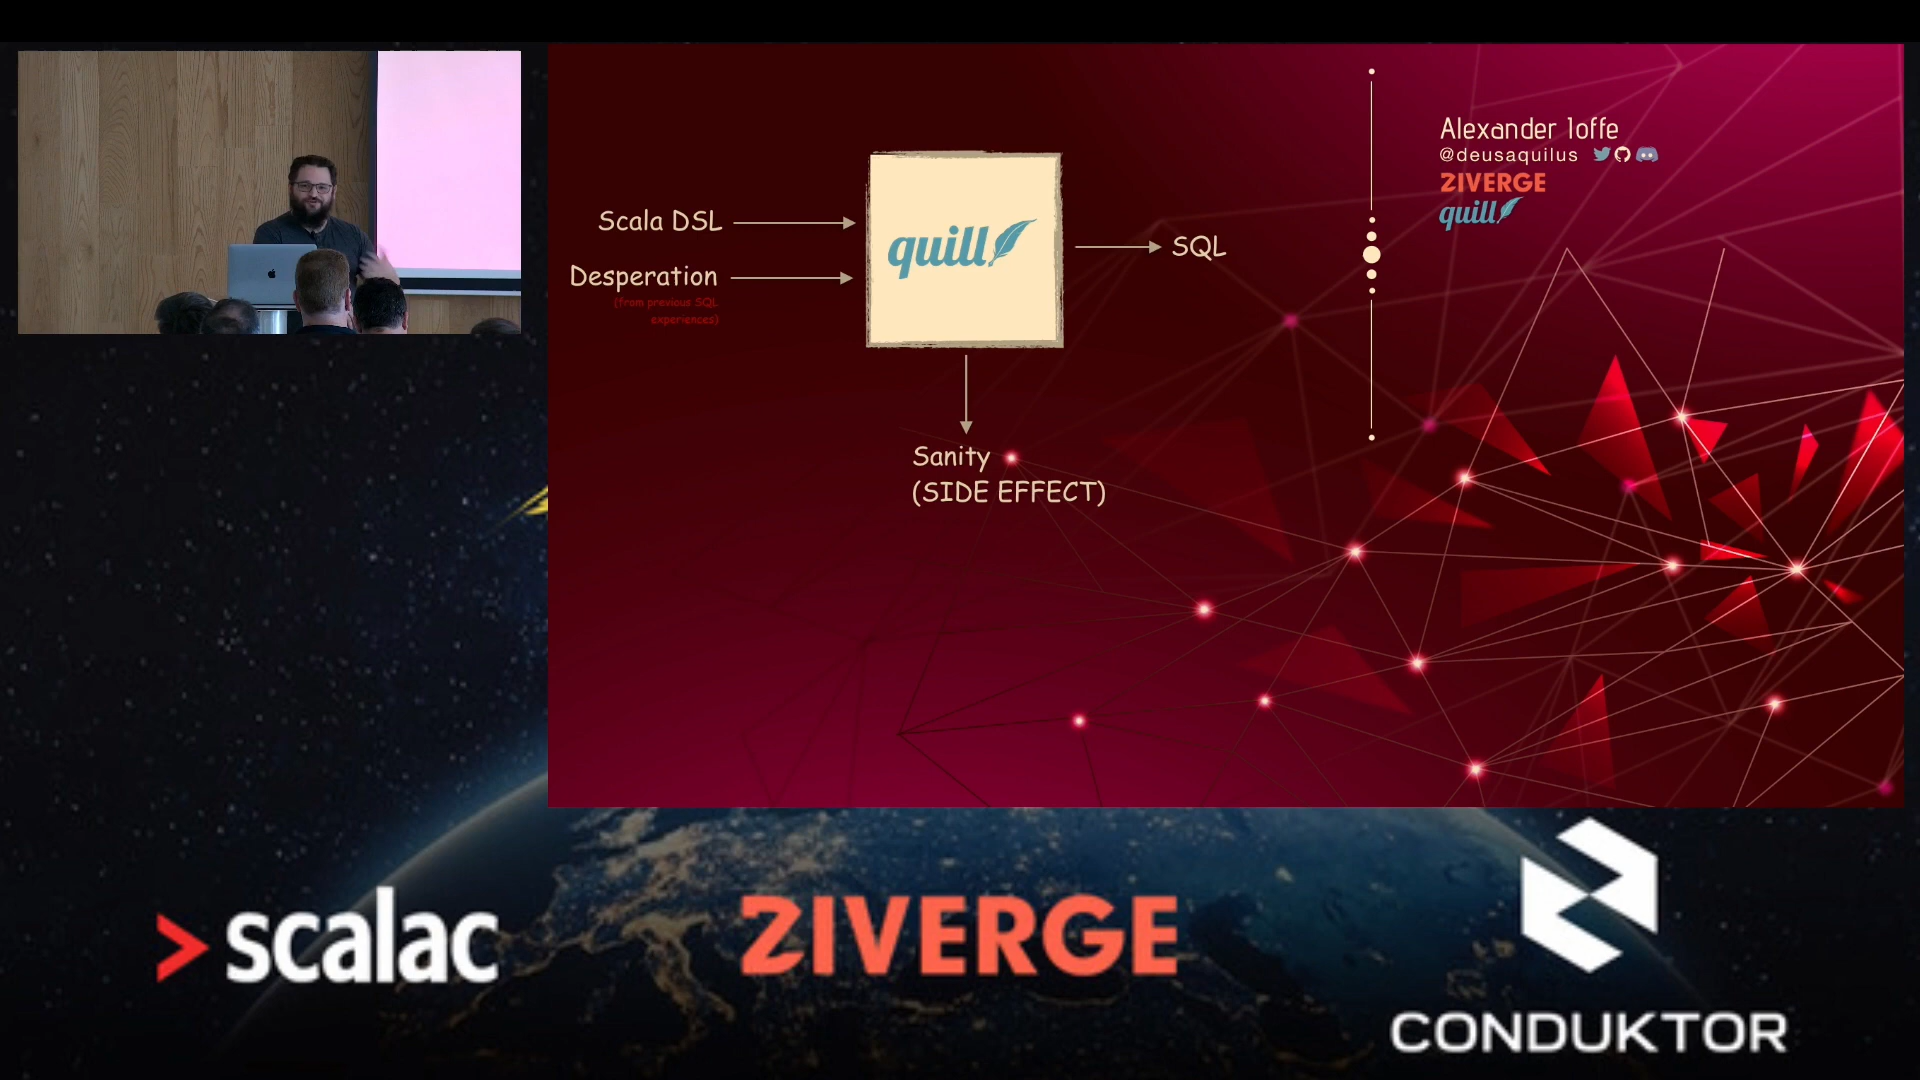 Scala DSL
Desperation
(from previous SQL
experiences)
quill
SQL
Sanity
(SIDE EFFECT)
Alexander Ioffe
@deusaquilus
ZIVERGE
quill
scalac
ZIVERGE
CONDUKTOR